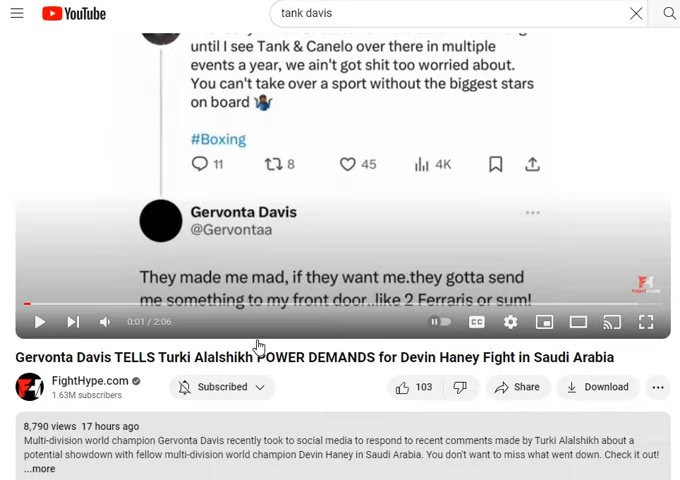 YouTube
tank davis
until I see Tank & Canelo over there in multiple
events a year, we ain't got shit too worried about.
You can't take over a sport without the biggest stars
on board 🤷🏾‍♂️
#Boxing
11 8 45 4K
Gervonta Davis
@Gervontaa
They made me mad, if they want me.they gotta send
me something to my front door..like 2 Ferraris or sum!
FIGHTHYPE
0:01 / 2:06
CC
Gervonta Davis TELLS Turki Alalshikh POWER DEMANDS for Devin Haney Fight in Saudi Arabia
FightHype.com
1.63M subscribers
Subscribed
103
Share
Download
8,790 views 17 hours ago
Multi-division world champion Gervonta Davis recently took to social media to respond to recent comments made by Turki Alalshikh about a
potential showdown with fellow multi-division world champion Devin Haney in Saudi Arabia. You don't want to miss what went down. Check it out!
...more